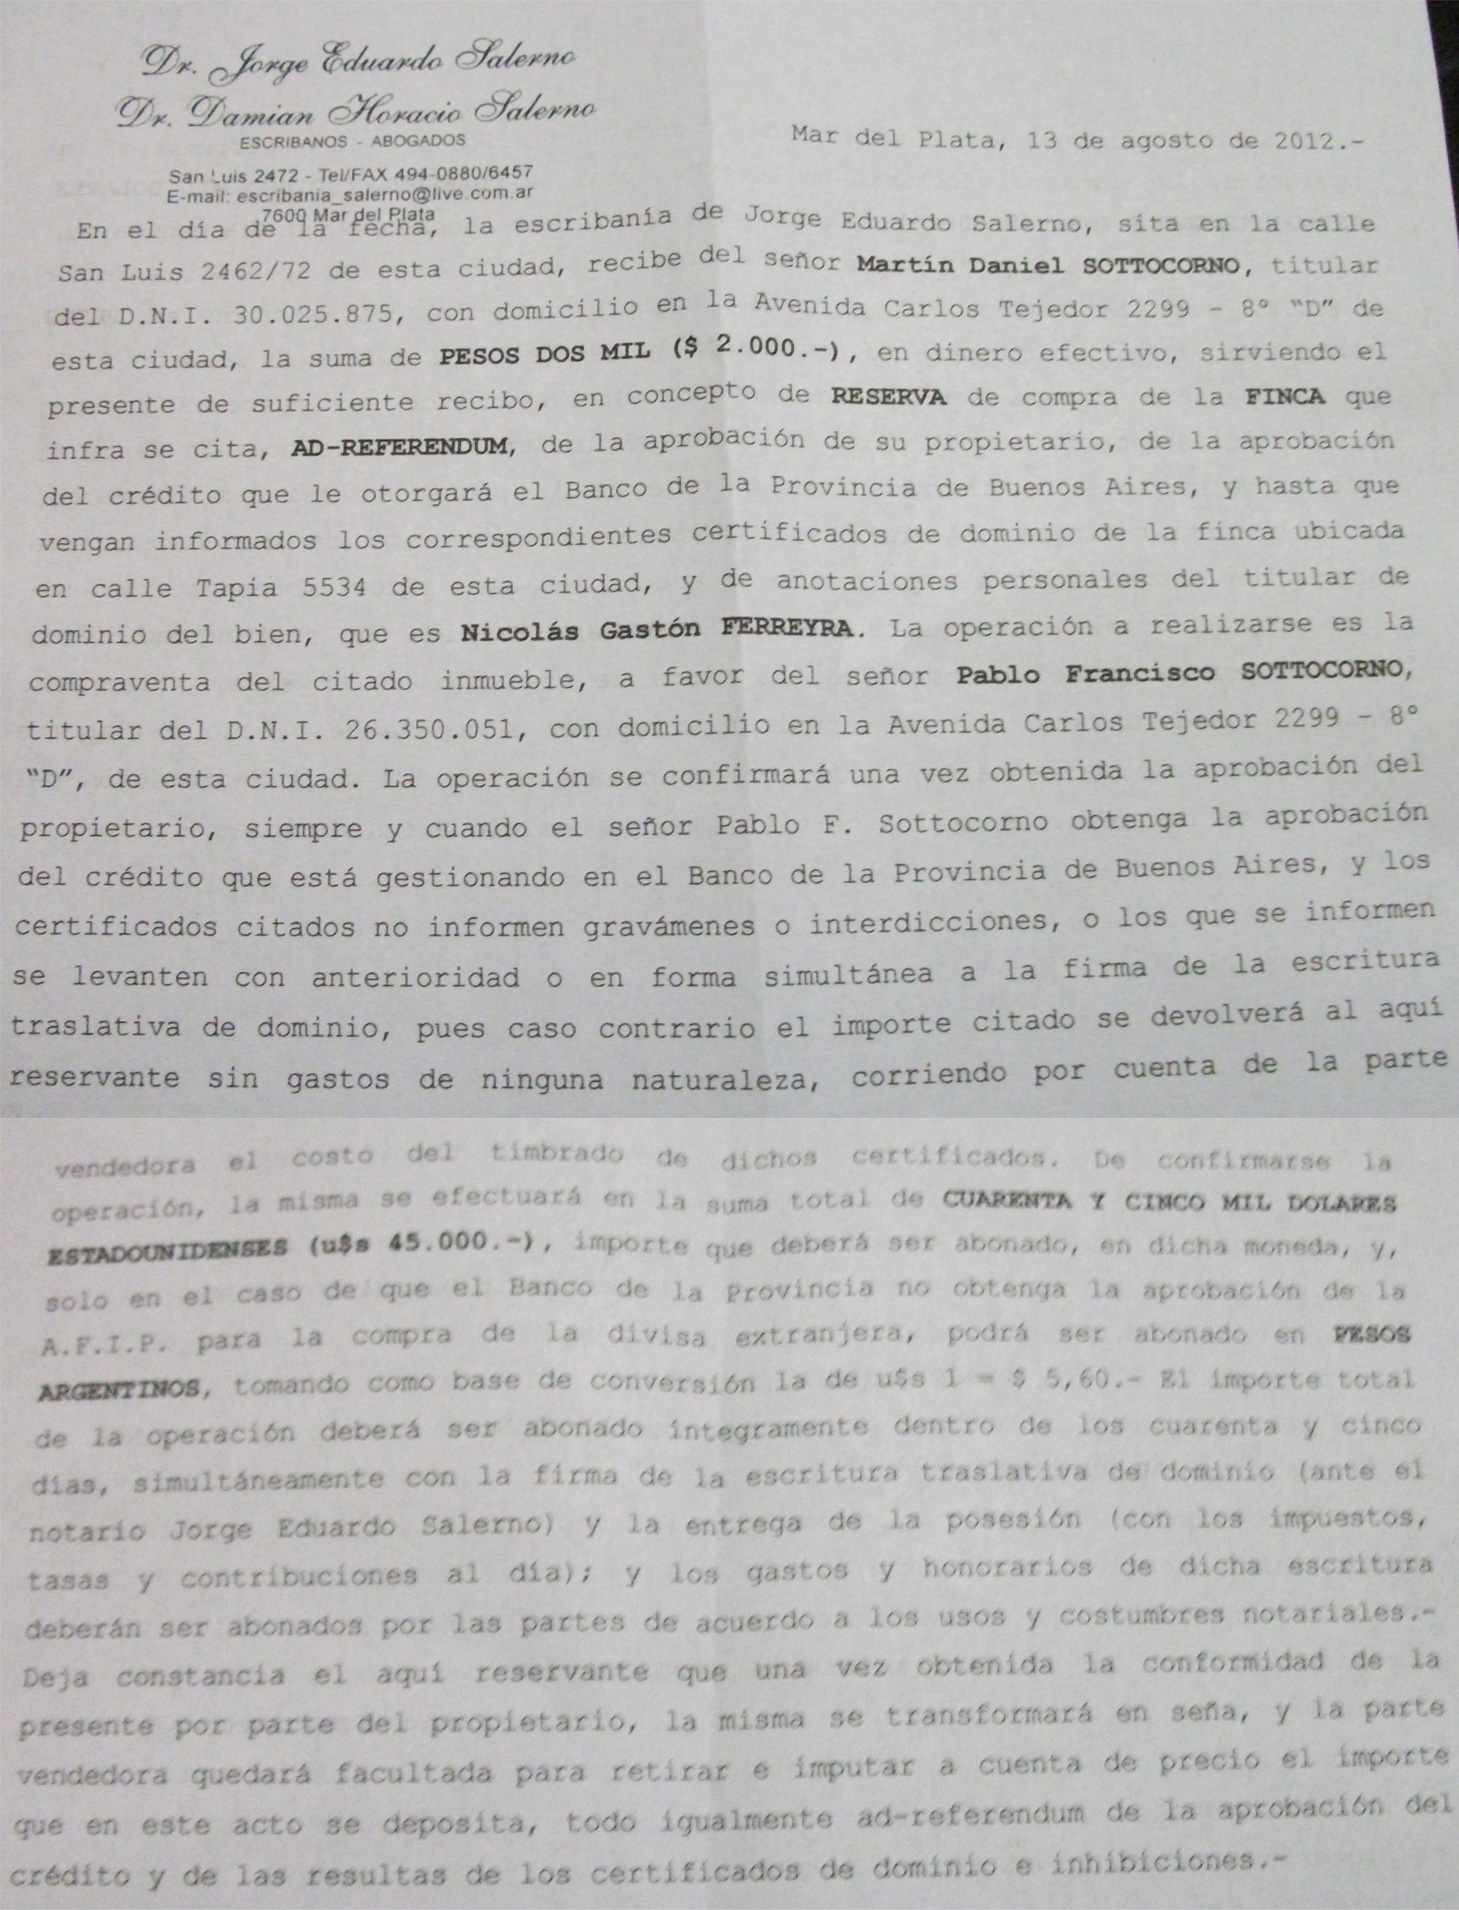 Dr. Jorge Eduardo Salerno
Dr. Damian Horacio Salerno
ESCRIBANOS - ABOGADOS
San Luis 2472 - Tel/FAX 494-0880/6457
E-mail: escribania_salerno@live.com.ar
7600 Mar del Plata
Mar del Plata, 13 de agosto de 2012.-
En el día de la fecha, la escribanía de Jorge Eduardo Salerno, sita en la calle
San Luis 2462/72 de esta ciudad, recibe del señor Martín Daniel SOTTOCORNO, titular
del D.N.I. 30.025.875, con domicilio en la Avenida Carlos Tejedor 2299 - 8° "D" de
esta ciudad, la suma de PESOS DOS MIL ($ 2.000.-), en dinero efectivo, sirviendo el
presente de suficiente recibo, en concepto de RESERVA de compra de la FINCA que
infra se cita, AD-REFERENDUM, de la aprobación de su propietario, de la aprobación
del crédito que le otorgará el Banco de la Provincia de Buenos Aires, y hasta que
vengan informados los correspondientes certificados de dominio de la finca ubicada
en calle Tapia 5534 de esta ciudad, y de anotaciones personales del titular de
dominio del bien, que es Nicolás Gastón FERREYRA. La operación a realizarse es la
compraventa del citado inmueble, a favor del señor Pablo Francisco SOTTOCORNO,
titular del D.N.I. 26.350.051, con domicilio en la Avenida Carlos Tejedor 2299 - 8°
"D", de esta ciudad. La operación se confirmará una vez obtenida la aprobación del
propietario, siempre y cuando el señor Pablo F. Sottocorno obtenga la aprobación
del crédito que está gestionando en el Banco de la Provincia de Buenos Aires, y los
certificados citados no informen gravámenes o interdicciones, o los que se informen
se levanten con anterioridad o en forma simultánea a la firma de la escritura
traslativa de dominio, pues caso contrario el importe citado se devolverá al aquí
reservante sin gastos de ninguna naturaleza, corriendo por cuenta de la parte
vendedora el costo del timbrado de dichos certificados. De confirmarse la
operación, la misma se efectuará en la suma total de CUARENTA Y CINCO MIL DOLARES
ESTADOUNIDENSES (u$s 45.000.-), importe que deberá ser abonado, en dicha moneda, y,
solo en el caso de que el Banco de la Provincia no obtenga la aprobación de la
A.F.I.P. para la compra de la divisa extranjera, podrá ser abonado en PESOS
ARGENTINOS, tomando como base de conversión la de u$s 1 = $ 5,60.- El importe total
de la operación deberá ser abonado íntegramente dentro de los cuarenta y cinco
días, simultáneamente con la firma de la escritura traslativa de dominio (ante el
notario Jorge Eduardo Salerno) y la entrega de la posesión (con los impuestos,
tasas y contribuciones al día); y los gastos y honorarios de dicha escritura
deberán ser abonados por las partes de acuerdo a los usos y costumbres notariales.-
Deja constancia el aquí reservante que una vez obtenida la conformidad de la
presente por parte del propietario, la misma se transformará en seña, y la parte
vendedora quedará facultada para retirar e imputar a cuenta de precio el importe
que en este acto se deposita, todo igualmente ad-referendum de la aprobación del
crédito y de las resultas de los certificados de dominio e inhibiciones.-